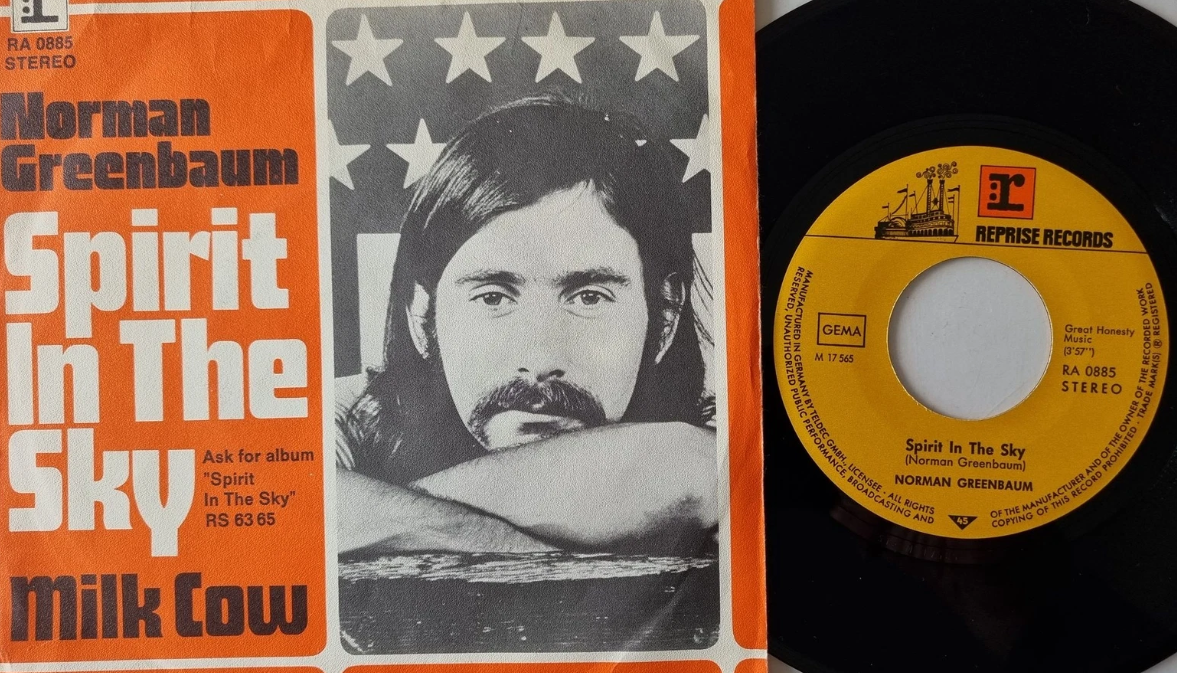 r
RA 0885
STEREO
Norman
Greenbaum
Spirit
In The
Sky
Ask for album
"Spirit
In The Sky"
RS 63 65
Milk Cow
r
REPRISE RECORDS
GEMA
M 17 565
Great Honesty
Music
(3'57'')
RA 0885
STEREO
Spirit In The Sky
(Norman Greenbaum)
NORMAN GREENBAUM
45
MANUFACTURED IN GERMANY BY TELDEC GMBH., LICENSEE · ALL RIGHTS
OF THE MANUFACTURER AND OF THE OWNER OF THE RECORDED WORK
RESERVED, UNAUTHORIZED PUBLIC PERFORMANCE, BROADCASTING AND
COPYING OF THIS RECORD PROHIBITED · TRADE MARK(S) ® REGISTERED